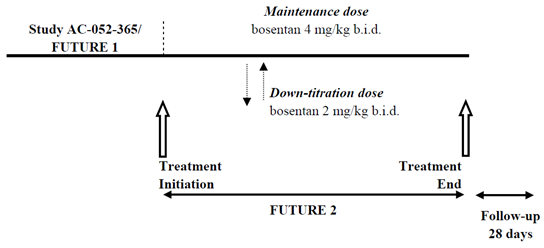 Study AC-052-365/
FUTURE 1
Maintenance dose
bosentan 4 mg/kg b.i.d.
Down-titration dose
bosentan 2 mg/kg b.i.d.
Treatment
Initiation
Treatment
End
FUTURE 2
Follow-up
28 days